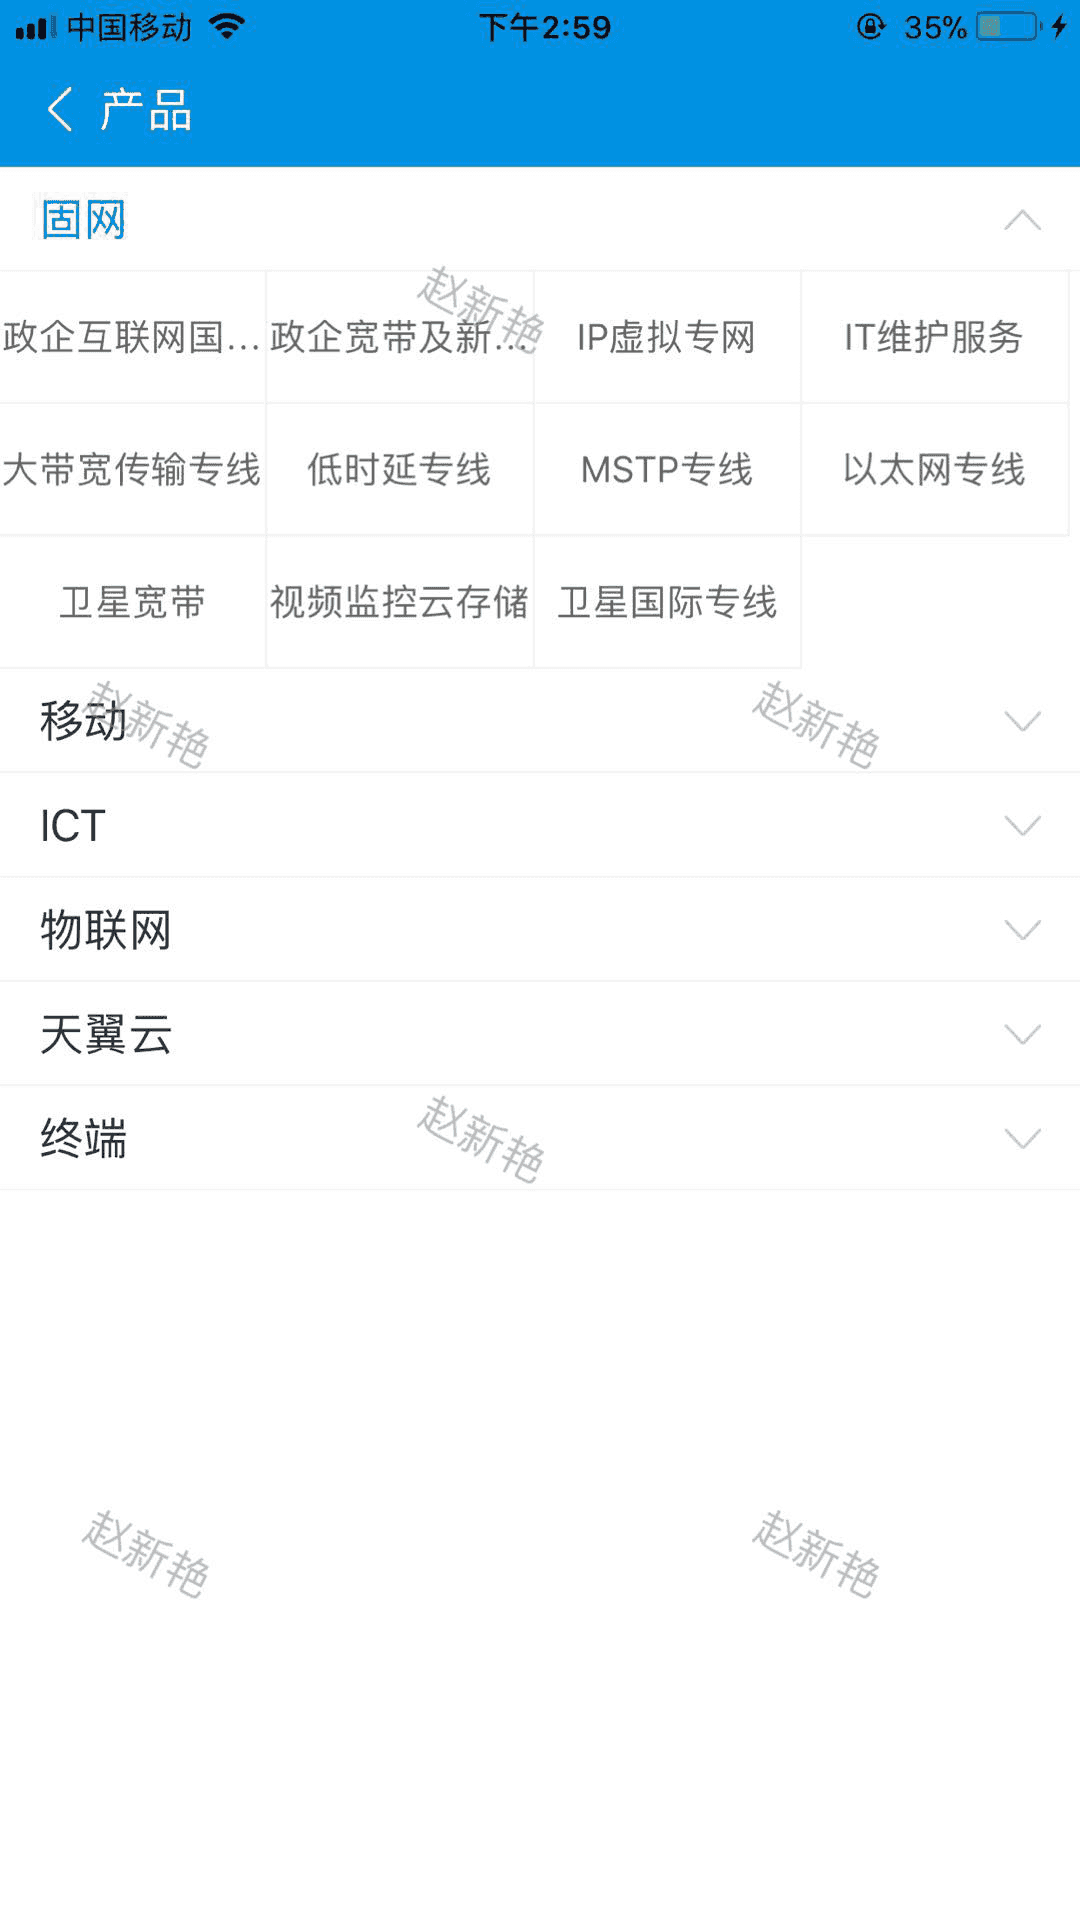 中国移动 下午2:59 35%
产品
固网
政企互联网国... 政企宽带及新... IP虚拟专网 IT维护服务
大带宽传输专线 低时延专线 MSTP专线 以太网专线
卫星宽带 视频监控云存储 卫星国际专线
移动
ICT
物联网
天翼云
终端
赵新艳
赵新艳
赵新艳
赵新艳
赵新艳
赵新艳